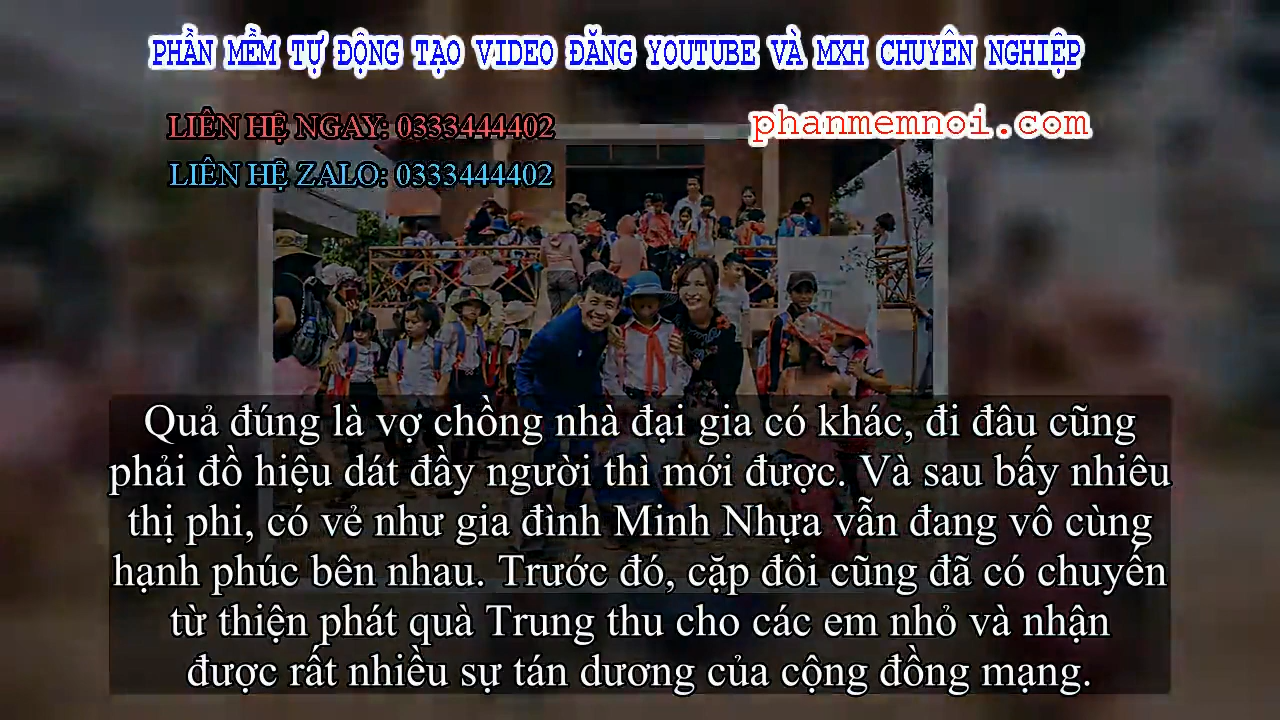 PHẦN MỀM TỰ ĐỘNG TẠO VIDEO ĐĂNG YOUTUBE VÀ MXH CHUYÊN NGHIỆP
LIÊN HỆ NGAY: 0333444402
phanmemnoi.com
LIÊN HỆ ZALO: 0333444402
Quả đúng là vợ chồng nhà đại gia có khác, đi đâu cũng
phải đồ hiệu dát đầy người thì mới được. Và sau bấy nhiêu
thị phi, có vẻ như gia đình Minh Nhựa vẫn đang vô cùng
hạnh phúc bên nhau. Trước đó, cặp đôi cũng đã có chuyến
từ thiện phát quà Trung thu cho các em nhỏ và nhận
được rất nhiều sự tán dương của cộng đồng mạng.